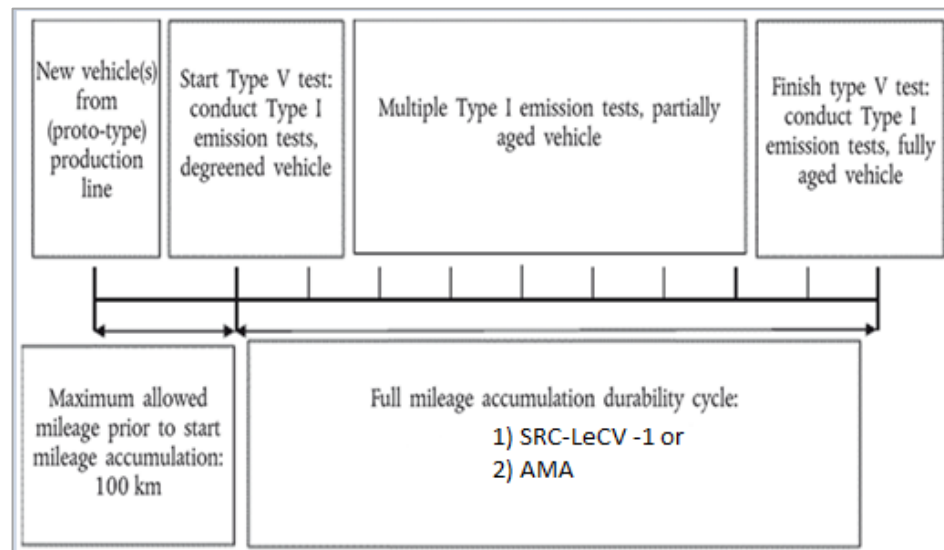 New vehicle(s)
from
(proto-type)
production
line
Start Type V test:
conduct Type I
emission tests,
degreened vehicle
Multiple Type I emission tests, partially
aged vehicle
Finish type V test:
conduct Type I
emission tests, fully
aged vehicle
Maximum allowed
mileage prior to start
mileage accumulation:
100 km
Full mileage accumulation durability cycle:
1) SRC-LeCV -1 or
2) AMA